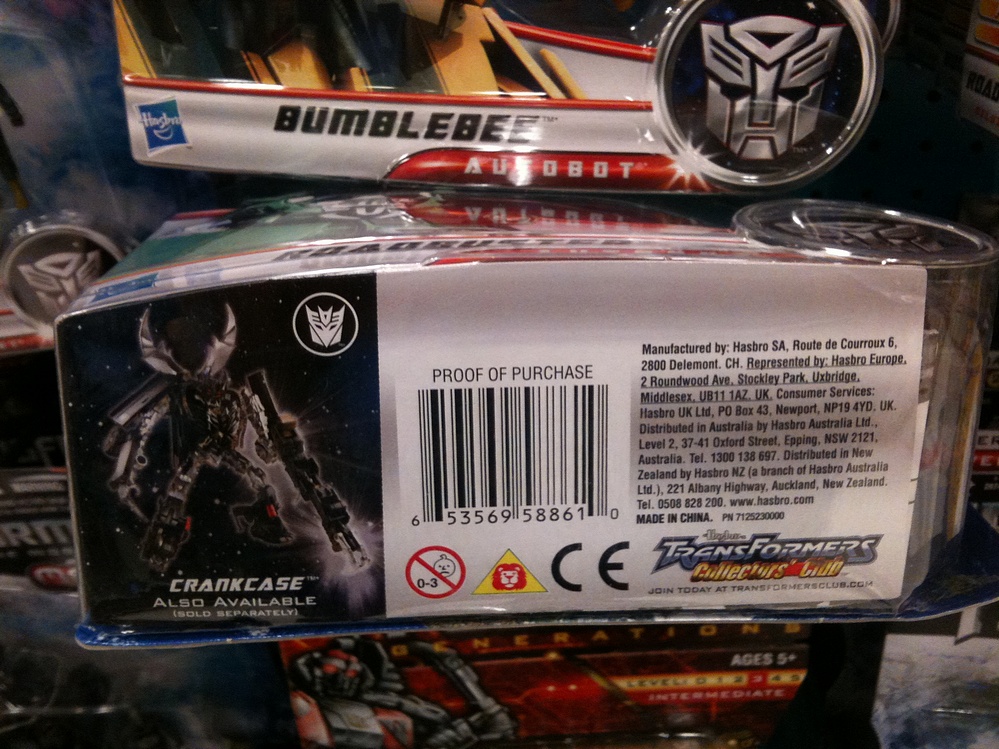 Hasbro
BUMBLEBEE™
AUTOBOT
ROADBUSTER
CRANKCASE™
ALSO AVAILABLE
(SOLD SEPARATELY)
PROOF OF PURCHASE
6 53569 58861 0
0-3
CE
Manufactured by: Hasbro SA, Route de Courroux 6,
2800 Delemont. CH. Represented by: Hasbro Europe,
2 Roundwood Ave, Stockley Park, Uxbridge,
Middlesex, UB11 1AZ. UK. Consumer Services:
Hasbro UK Ltd, PO Box 43, Newport, NP19 4YD. UK.
Distributed in Australia by Hasbro Australia Ltd.,
Level 2, 37-41 Oxford Street, Epping, NSW 2121,
Australia. Tel. 1300 138 697. Distributed in New
Zealand by Hasbro NZ (a branch of Hasbro Australia
Ltd.), 221 Albany Highway, Auckland, New Zealand.
Tel. 0508 828 200. www.hasbro.com
MADE IN CHINA. PN 7125230000
TRANSFORMERS
Collectors' Club
JOIN TODAY AT TRANSFORMERSCLUB.COM
GENERATIONS
AGES 5+
LEVEL: 0 1 2 3 4 5
INTERMEDIATE
ROAD